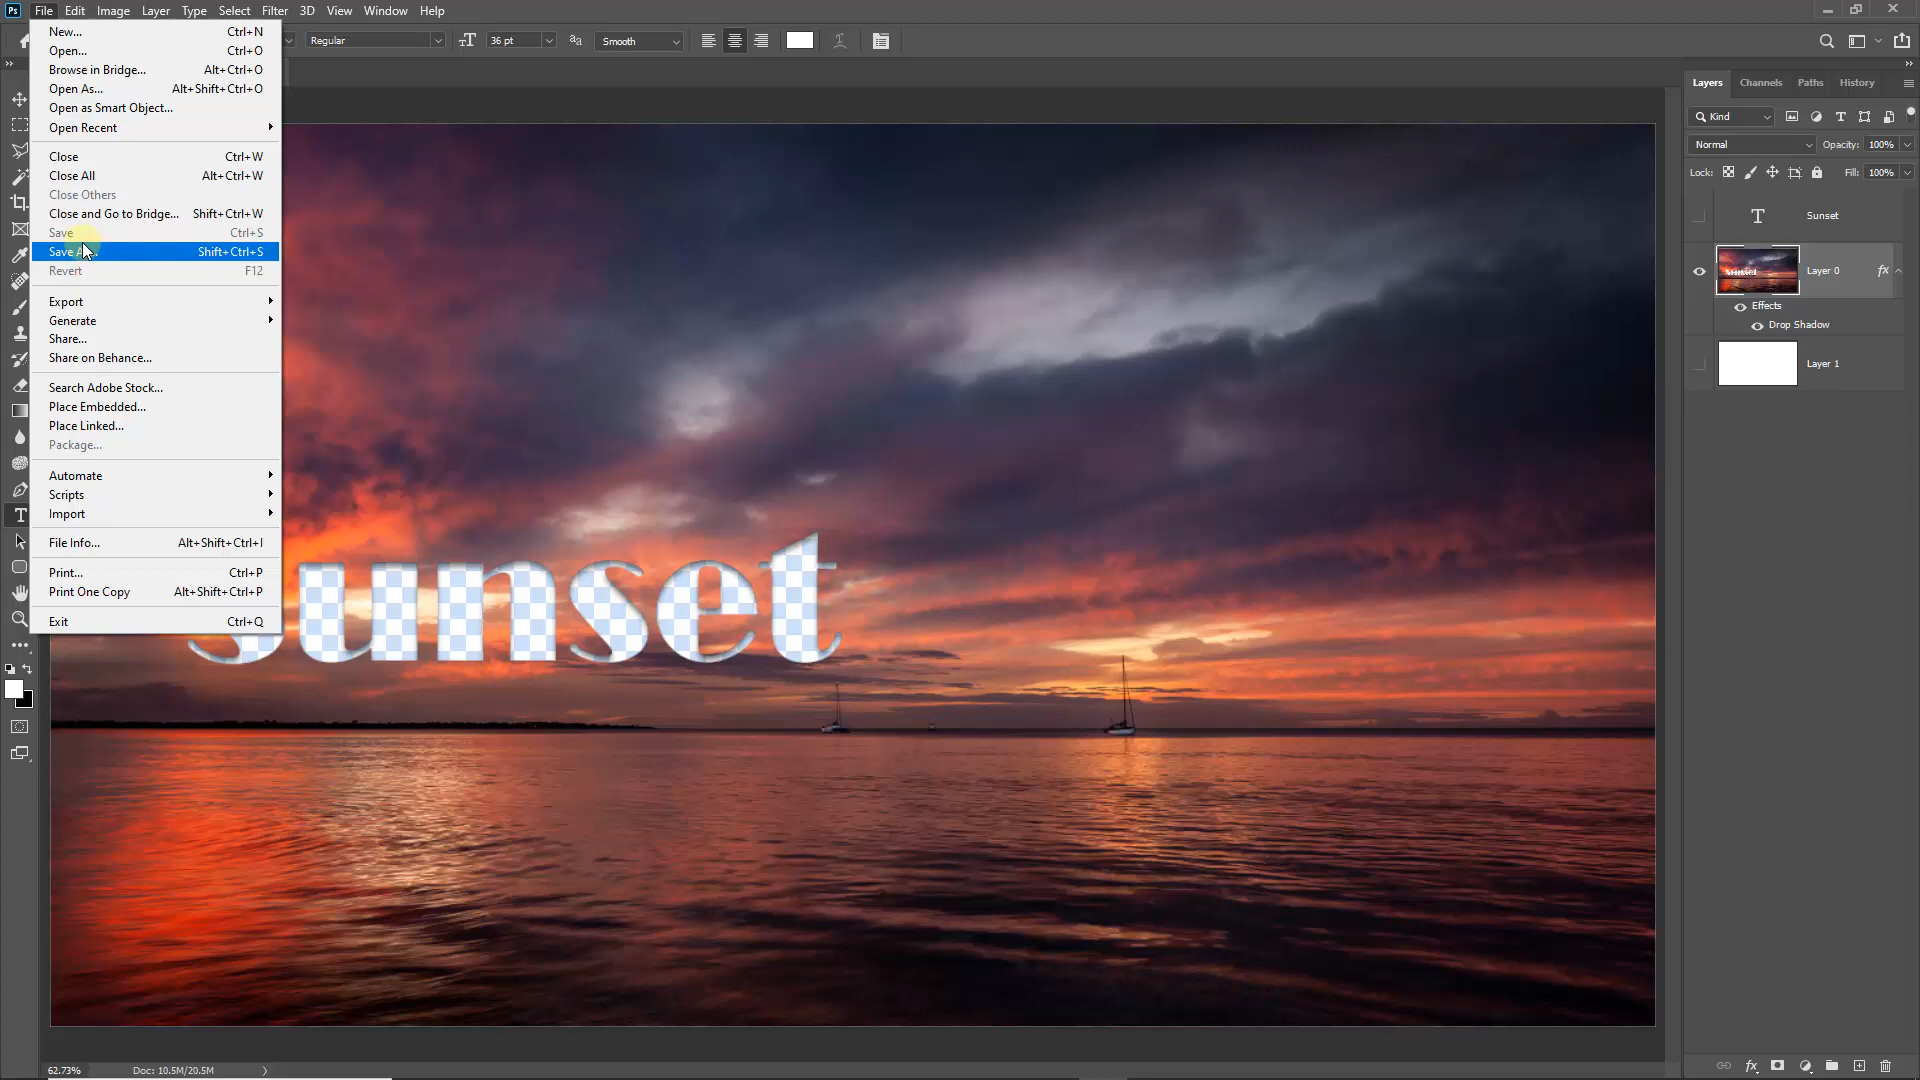 Ps File Edit Image Layer Type Select Filter 3D View Window Help
Regular 36 pt Smooth
New... Ctrl+N
Open... Ctrl+O
Browse in Bridge... Alt+Ctrl+O
Open As... Alt+Shift+Ctrl+O
Open as Smart Object...
Open Recent
Close Ctrl+W
Close All Alt+Ctrl+W
Close Others
Close and Go to Bridge... Shift+Ctrl+W
Save Ctrl+S
Save Shift+Ctrl+S
Revert F12
Export
Generate
Share...
Share on Behance...
Search Adobe Stock...
Place Embedded...
Place Linked...
Package...
Automate
Scripts
Import
File Info... Alt+Shift+Ctrl+I
Print... Ctrl+P
Print One Copy Alt+Shift+Ctrl+P
Exit Ctrl+Q
Sunset
Layers Channels Paths History
Kind
Normal Opacity: 100%
Lock: Fill: 100%
T Sunset
Layer 0 fx
Effects
Drop Shadow
Layer 1
62.73% Doc: 10.5M/20.5M